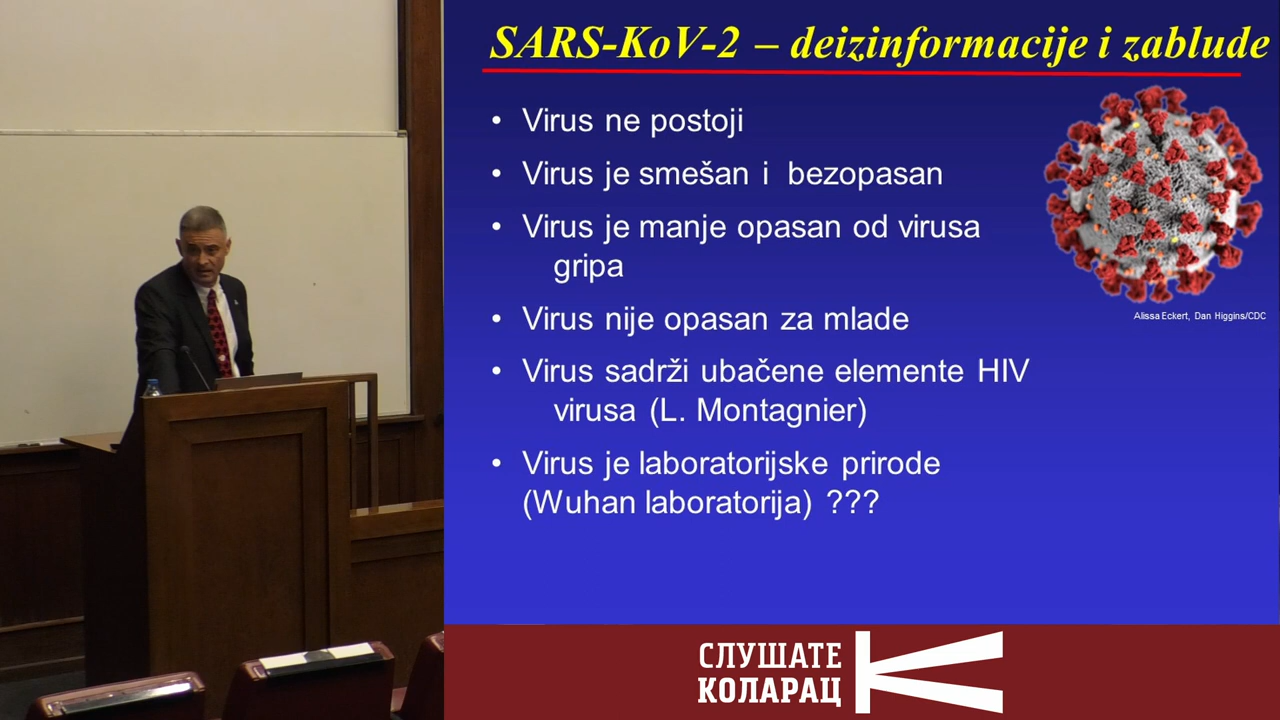 SARS-KoV-2 – deizinformacije i zablude
• Virus ne postoji
• Virus je smešan i bezopasan
• Virus je manje opasan od virusa
gripa
• Virus nije opasan za mlade
• Virus sadrži ubačene elemente HIV
virusa (L. Montagnier)
• Virus je laboratorijske prirode
(Wuhan laboratorija) ???
Alissa Eckert, Dan Higgins/CDC
СЛУШАТЕ
КОЛАРАЦ